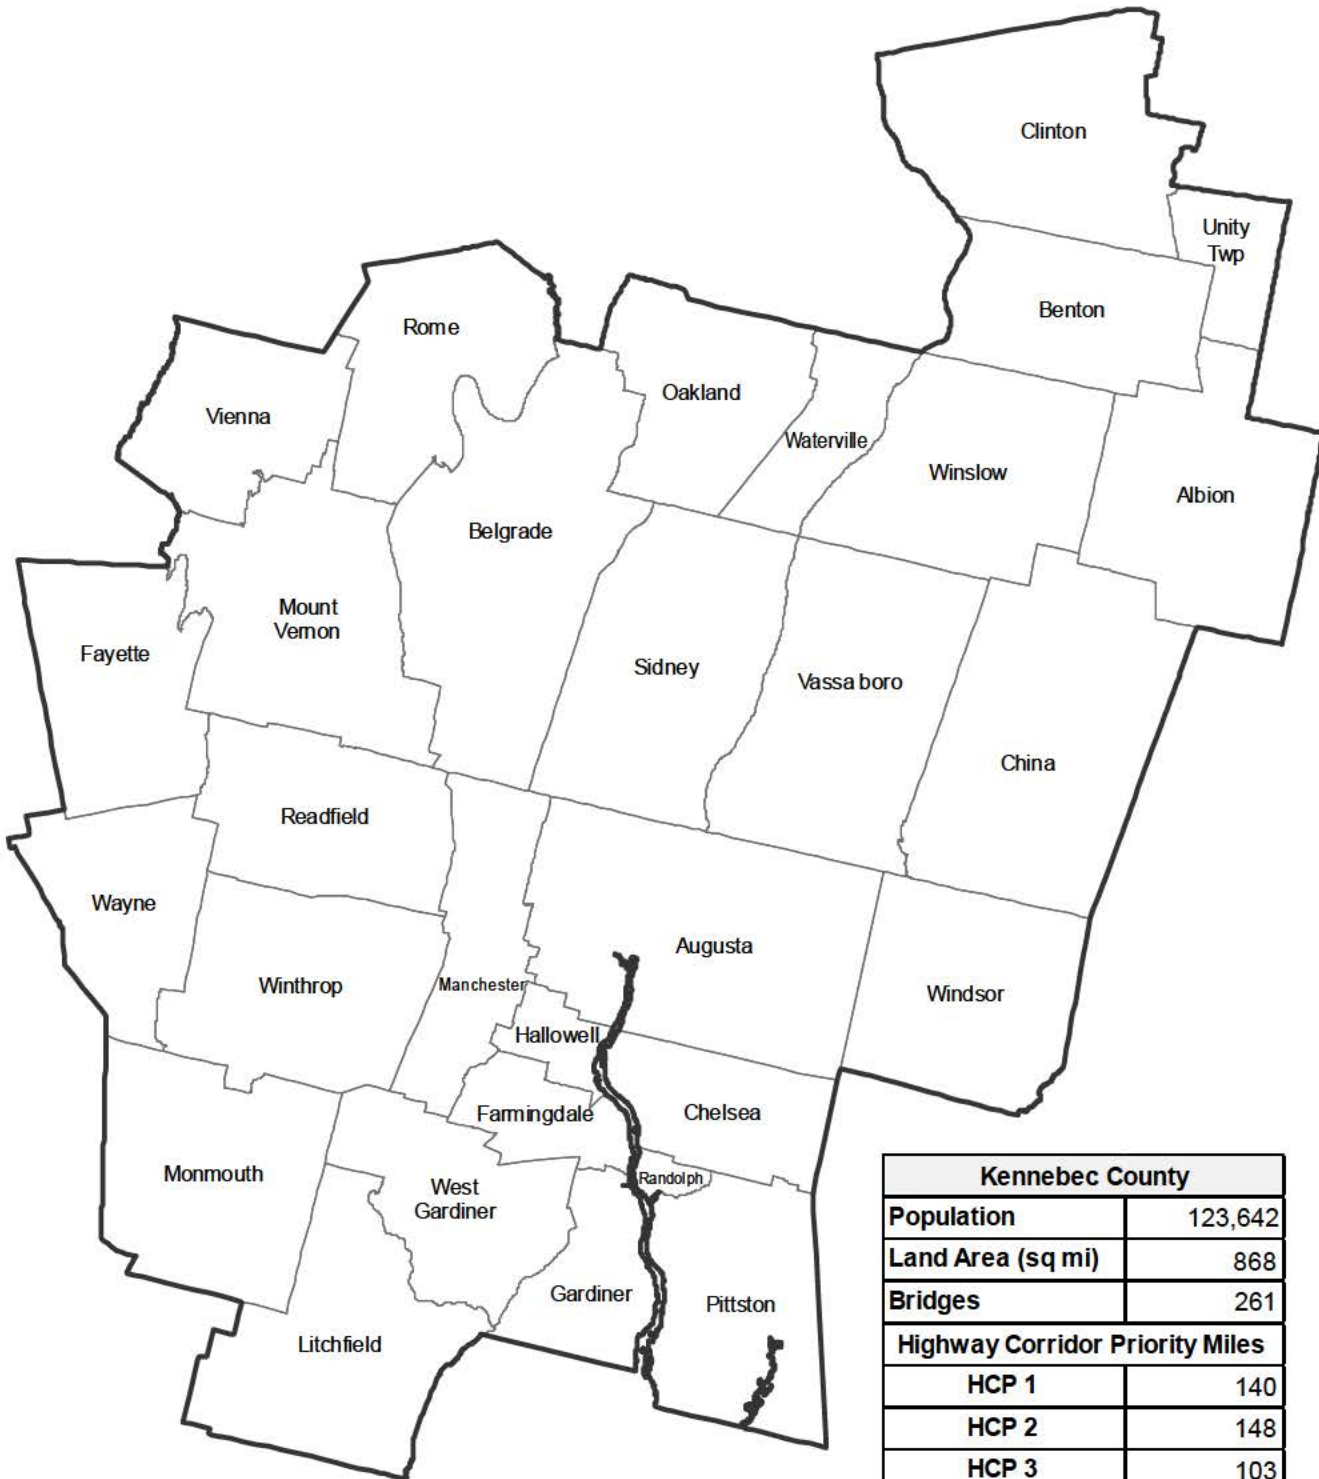 Clinton
Unity
Twp
Benton
Rome
Oakland
Vienna
Waterville
Winslow
Albion
Belgrade
Mount
Vernon
Fayette
Sidney
Vassaboro
China
Readfield
Wayne
Augusta
Winthrop
Manchester
Windsor
Hallowell
Farmingdale
Chelsea
Monmouth
West
Gardiner
Randolph
Gardiner
Pittston
Litchfield
Kennebec County
Population 123,642
Land Area (sq mi) 868
Bridges 261
Highway Corridor Priority Miles
HCP 1 140
HCP 2 148
HCP 3 103